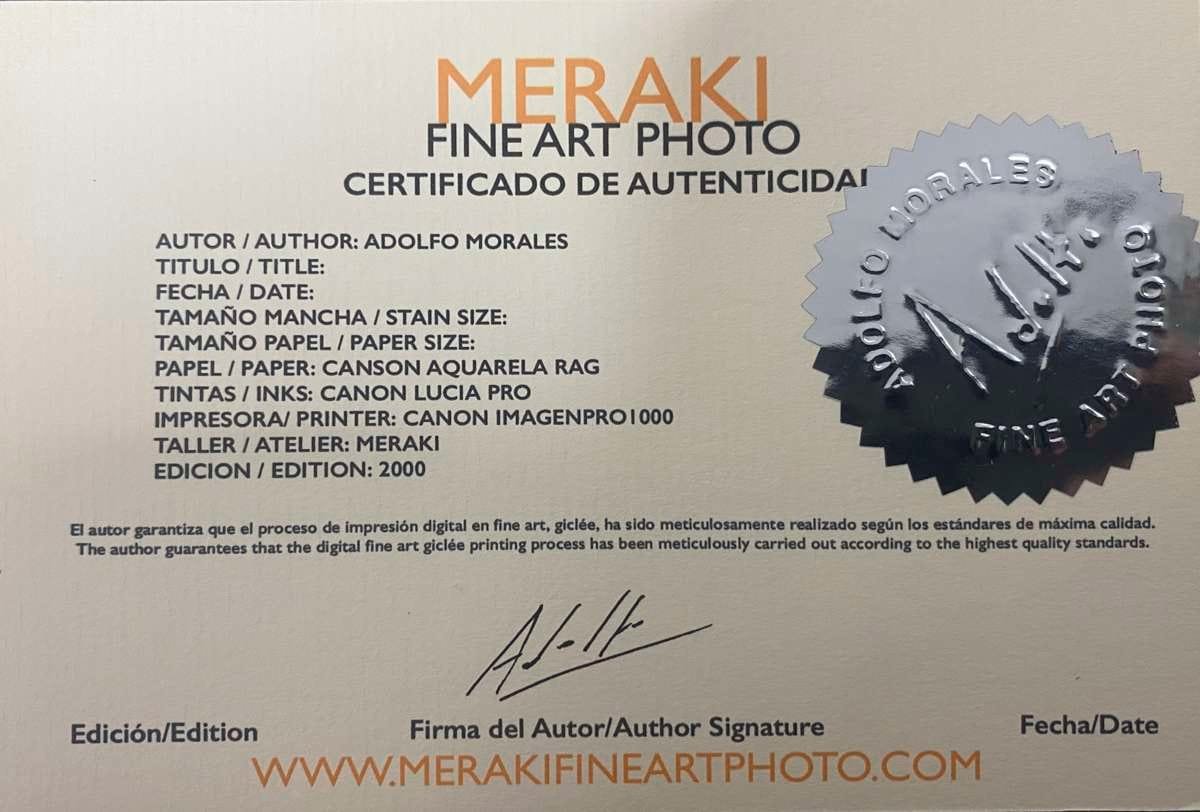 MERAKI
FINE ART PHOTO
CERTIFICADO DE
AUTOR / AUTHOR: ADOLFO MORALES
TITULO / TITLE:
FECHA / DATE:
TAMAÑO MANCHA / STAIN SIZE:
TAMAÑO PAPEL / PAPER SIZE:
PAPEL / PAPER: CANSON AQUARELA RAG
TINTAS / INKS: CANON LUCIA PRO
IMPRESORA/ PRINTER: CANON IMAGENPRO1000
TALLER / ATELIER: MERAKI
EDICION / EDITION: 2000
ADOLFO MORALES
Adolfo
FINE ART PHOTO
El autor garantiza que el proceso de impresión digital en fine art, giclée, ha sido meticulosamente realizado según los estándares de máxima calidad.
The author guarantees that the digital fine art giclée printing process has been meticulously carried out according to the highest quality standards.
Adolfo
Edición/Edition
Firma del Autor/Author Signature
Fecha/Date
WWW.MERAKIFINEARTPHOTO.COM